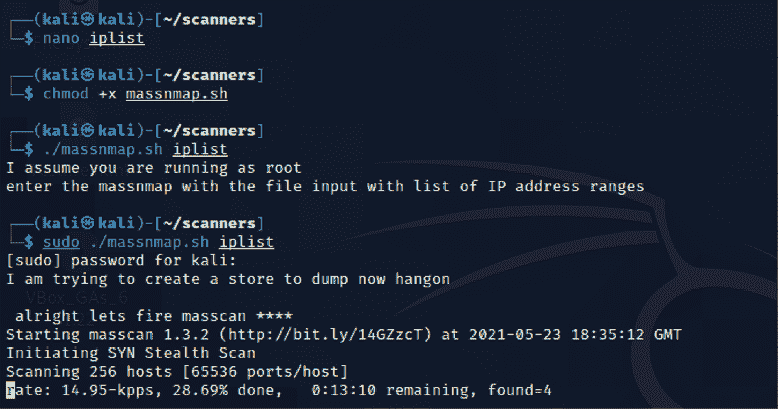 ┌──(kali㉿kali)-[~/scanners]
└─$ nano iplist
┌──(kali㉿kali)-[~/scanners]
└─$ chmod +x massnmap.sh
┌──(kali㉿kali)-[~/scanners]
└─$ ./massnmap.sh iplist
I assume you are running as root
enter the massnmap with the file input with list of IP address ranges
┌──(kali㉿kali)-[~/scanners]
└─$ sudo ./massnmap.sh iplist
[sudo] password for kali:
I am trying to create a store to dump now hangon
VBox_GAs_6
alright lets fire masscan ****
Starting masscan 1.3.2 (http://bit.ly/14GZzcT) at 2021-05-23 18:35:12 GMT
Initiating SYN Stealth Scan
Scanning 256 hosts [65536 ports/host]
rate: 14.95-kpps, 28.69% done,   0:13:10 remaining, found=4